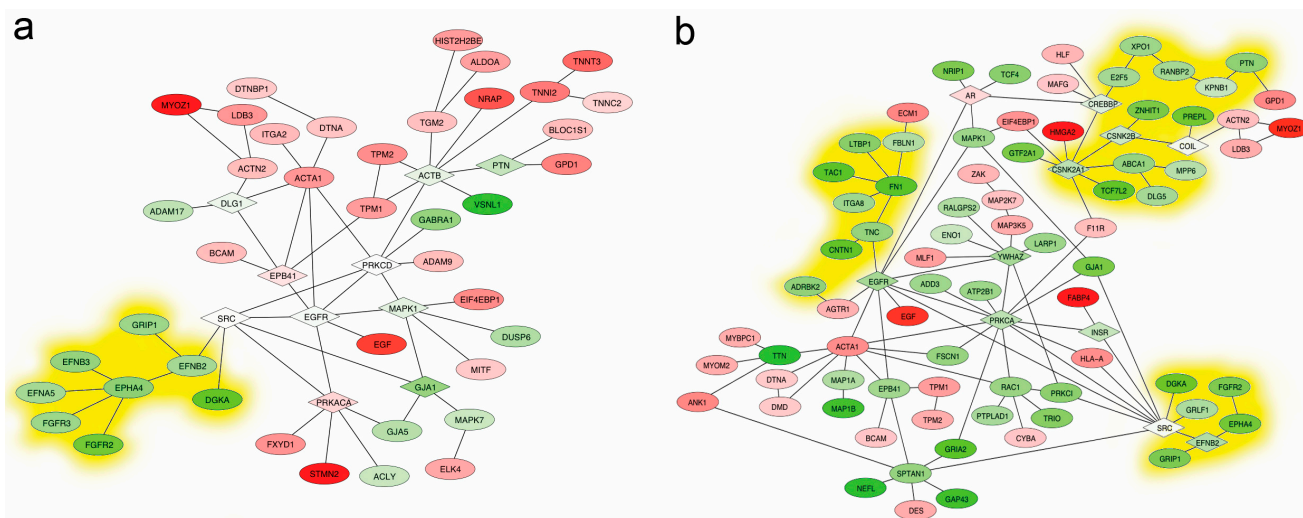 a
HIST2H2BE
ALDOA
TNNT3
MYOZ1
DTNBP1
NRAP
TNNI2
TNNC2
LDB3
ITGA2
DTNA
TGM2
BLOC1S1
TPM2
ACTN2
ACTA1
ACTB
PTN
GPD1
ADAM17
DLG1
TPM1
VSNL1
GABRA1
BCAM
EPB41
PRKCD
ADAM9
GRIP1
SRC
EGFR
MAPK1
EIF4EBP1
EFNB3
EFNB2
EGF
DUSP6
EFNA5
EPHA4
DGKA
MITF
GJA1
PRKACA
FGFR3
MAPK7
FGFR2
FXYD1
GJA5
STMN2
ACLY
ELK4
b
XPO1
HLF
NRIP1
TCF4
E2F5
RANBP2
PTN
MAFG
KPNB1
AR
CREBBP
GPD1
ECM1
ZNHIT1
PREPL
EIF4EBP1
HMGA2
CSNK2B
ACTN2
MYOZ1
LTBP1
FBLN1
MAPK1
COIL
LDB3
GTF2A1
CSNK2A1
ABCA1
MPP6
TAC1
FN1
ZAK
TCF7L2
DLG5
ITGA8
RALGPS2
MAP2K7
TNC
MAP3K5
F11R
CNTN1
ENO1
LARP1
MLF1
YWHAZ
GJA1
ADRBK2
EGFR
ADD3
ATP2B1
FABP4
AGTR1
EGF
PRKCA
INSR
MYBPC1
TTN
ACTA1
FSCN1
HLA-A
MYOM2
DTNA
MAP1A
EPB41
TPM1
RAC1
PRKCI
DGKA
FGFR2
ANK1
DMD
MAP1B
TPM2
PTPLAD1
TRIO
GRLF1
EPHA4
SRC
BCAM
CYBA
EFNB2
GRIA2
GRIP1
SPTAN1
NEFL
GAP43
DES